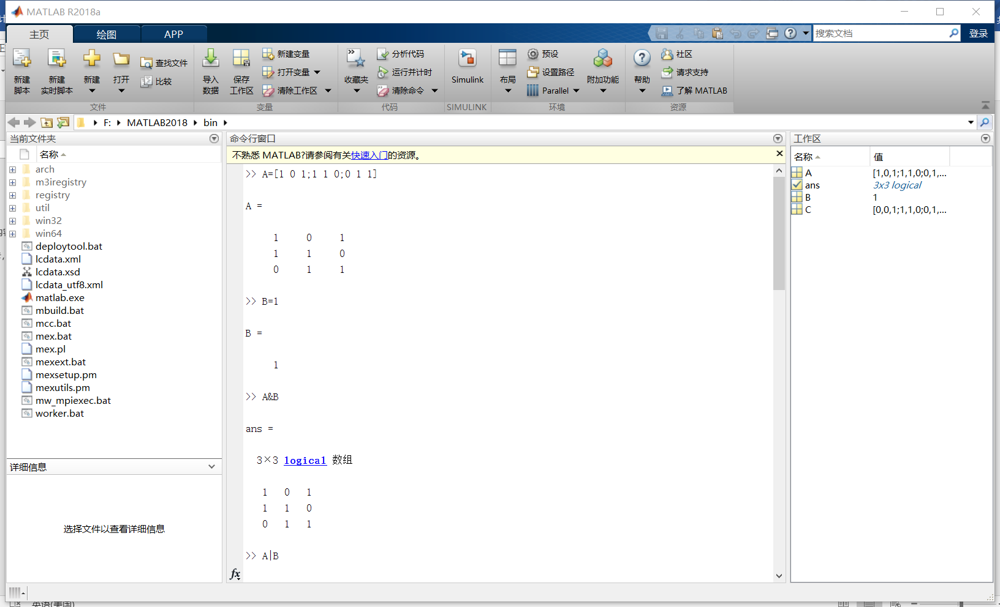 MATLAB R2018a
主页 绘图 APP 搜索文档 登录
新建脚本 新建实时脚本 新建 打开 查找文件 比较
导入数据 保存工作区 新建变量 打开变量 清除工作区
收藏夹 分析代码 运行并计时 清除命令
Simulink
布局 预设 设置路径 Parallel 附加功能
帮助 社区 请求支持 了解 MATLAB
文件 变量 代码 SIMULINK 环境 资源
F: MATLAB2018 bin
当前文件夹
名称
arch
m3iregistry
registry
util
win32
win64
deploytool.bat
lcdata.xml
lcdata.xsd
lcdata_utf8.xml
matlab.exe
mbuild.bat
mcc.bat
mex.bat
mex.pl
mexext.bat
mexsetup.pm
mexutils.pm
mw_mpiexec.bat
worker.bat
详细信息
选择文件以查看详细信息
命令行窗口
不熟悉 MATLAB?请参阅有关快速入门的资源。
>> A=[1 0 1;1 1 0;0 1 1]
A =
1 0 1
1 1 0
0 1 1
>> B=1
B =
1
>> A&B
ans =
3×3 logical 数组
1 0 1
1 1 0
0 1 1
>> A|B
fx
工作区
名称 值
A [1,0,1;1,1,0;0,1,...
ans 3x3 logical
B 1
C [0,0,1;1,1,0;0,1,...
英语(美国)